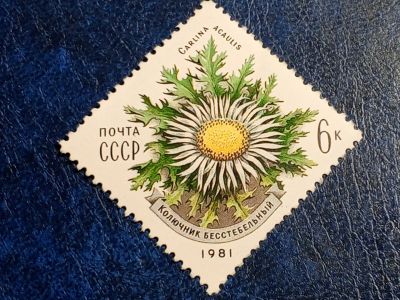 CARLINA ACAULIS
ПОЧТА
СССР
6к
КОЛЮЧНИК БЕССТЕБЕЛЬНЫЙ
1981